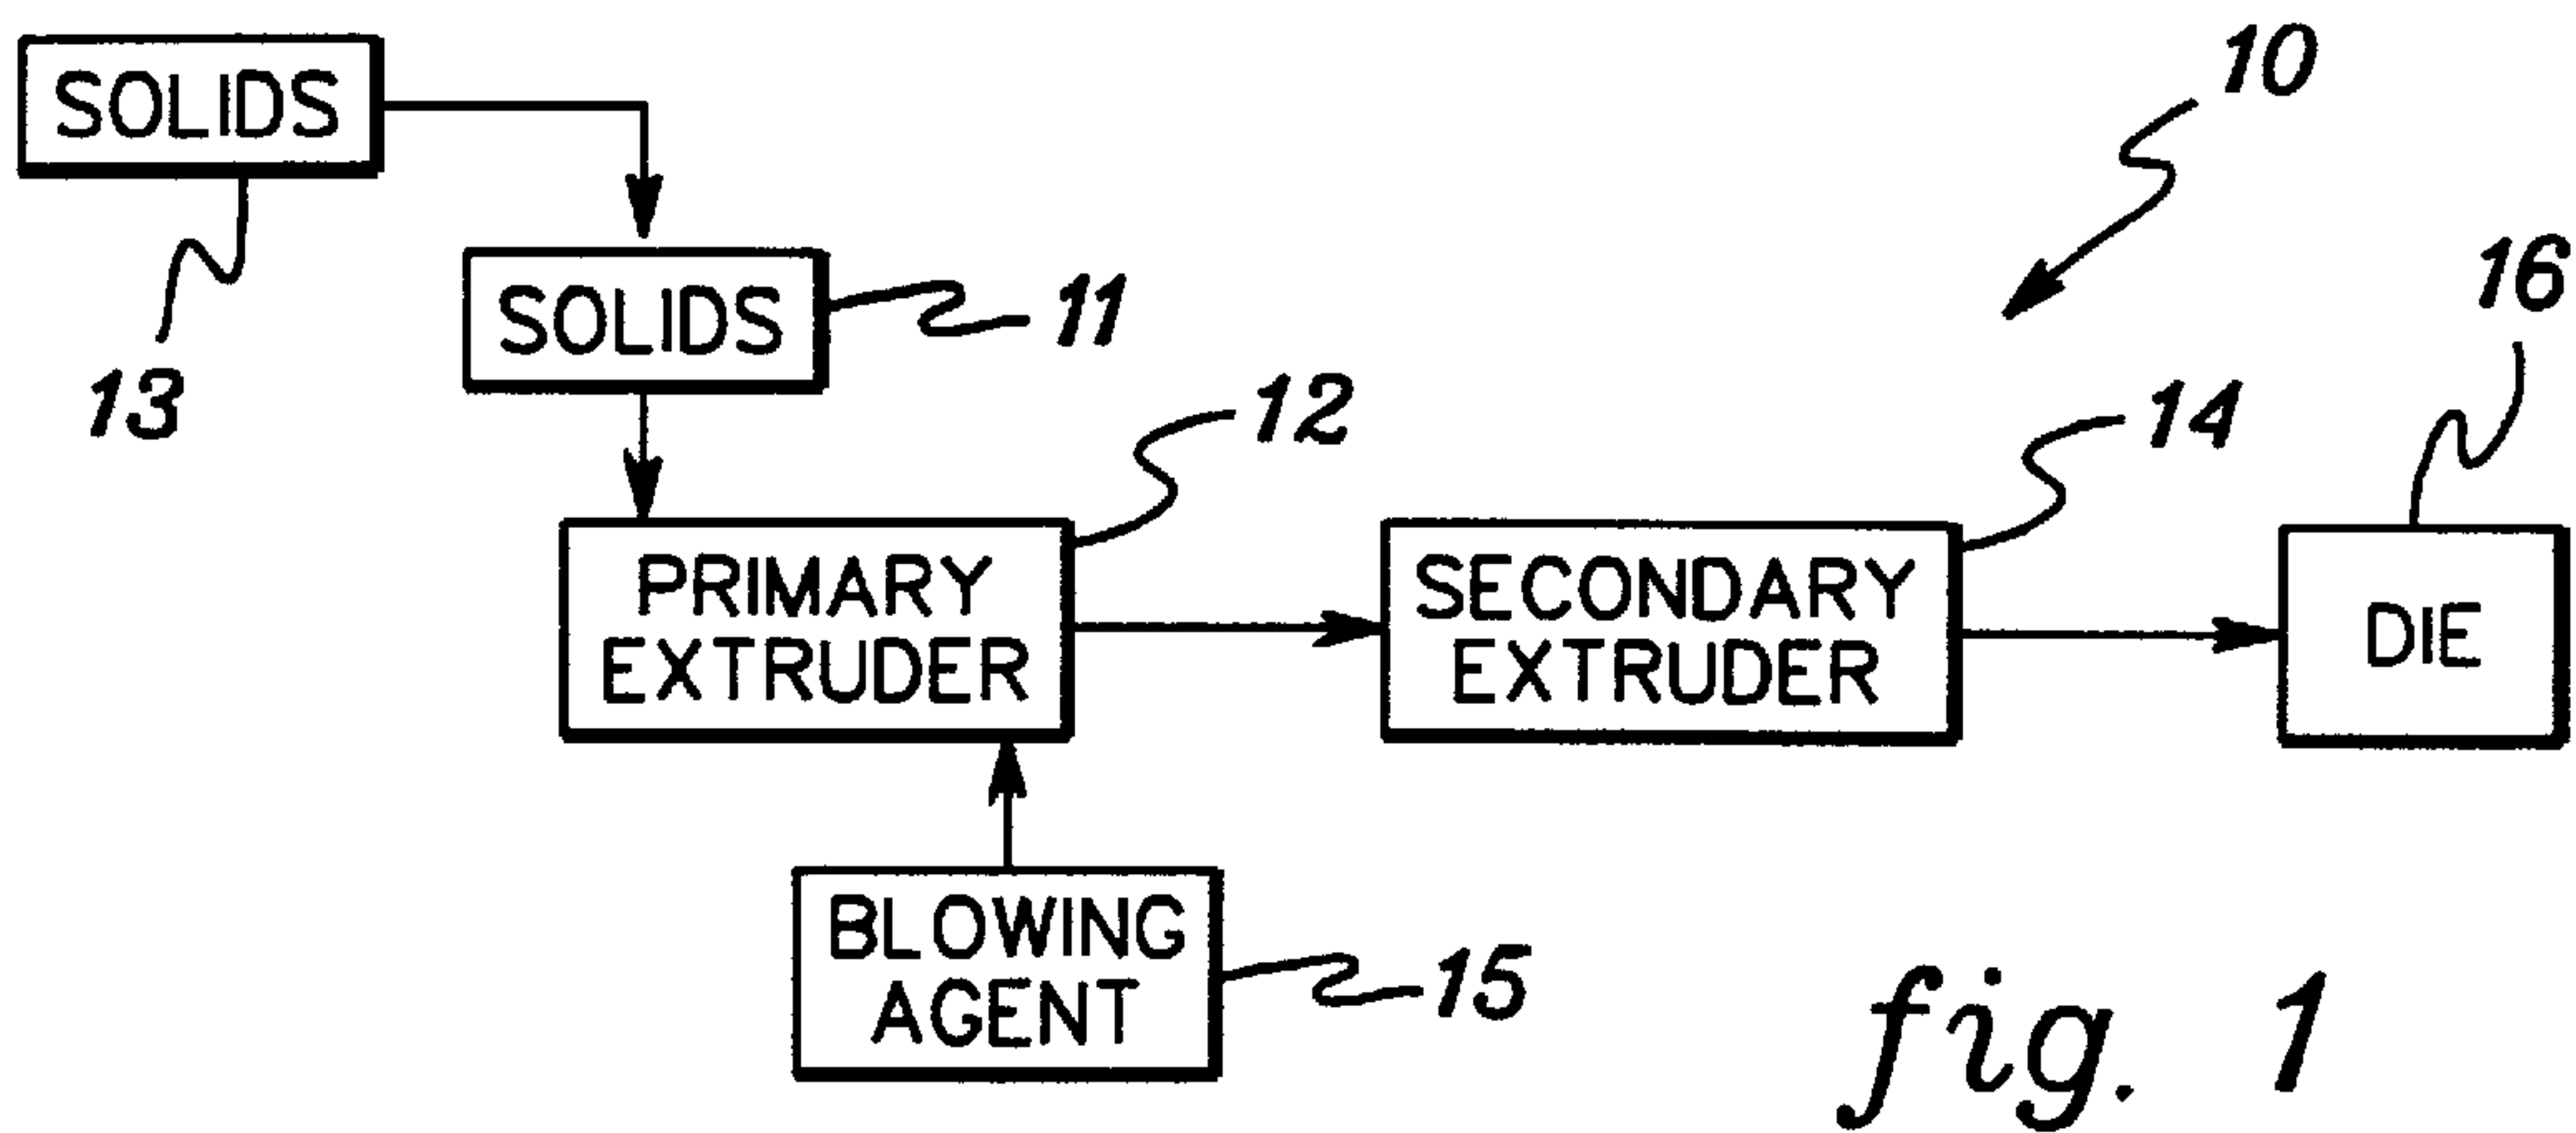 SOLIDS
10
13
SOLIDS
11
16
12
14
PRIMARY
EXTRUDER
SECONDARY
EXTRUDER
DIE
BLOWING
AGENT
15
fig. 1